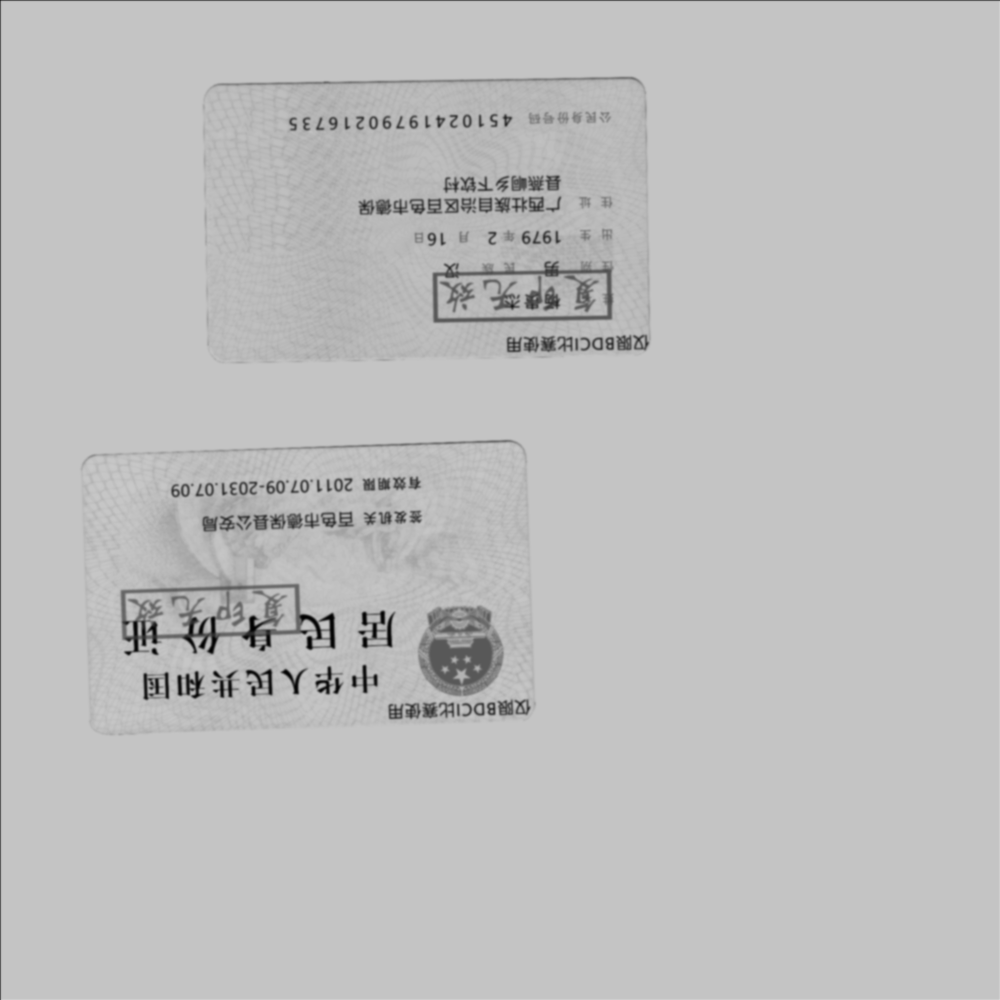 仅限BDCI比赛使用
复印无效
性别 男 民族 汉
出生 1979 年 2 月 16 日
住址 广西壮族自治区百色市德保
县燕峒乡下钦村
公民身份号码
仅限BDCI比赛使用
中华人民共和国
居民身份证
复印无效
签发机关 百色市德保县公安局
有效期限 2011.07.09-2031.07.09